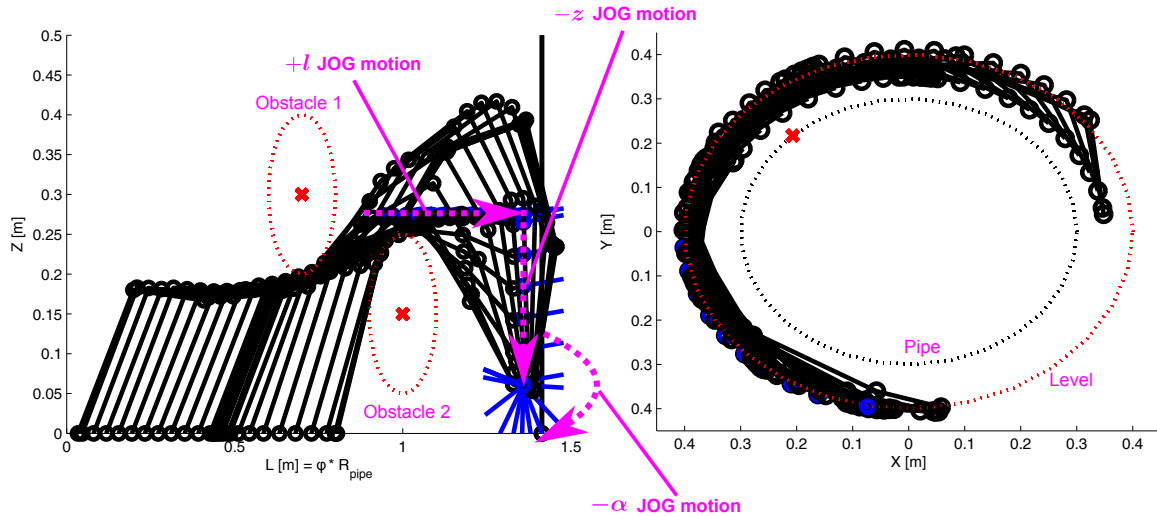 −z JOG motion
+l JOG motion
Obstacle 1
Obstacle 2
Z [m]
0.5
0.45
0.4
0.35
0.3
0.25
0.2
0.15
0.1
0.05
0
0 0.5 1 1.5
L [m] = φ* R_pipe
−α JOG motion
Y [m]
0.4
0.3
0.2
0.1
0
0.1
0.2
0.3
0.4
Pipe
Level
0.4 0.3 0.2 0.1 0 0.1 0.2 0.3 0.4
X [m]